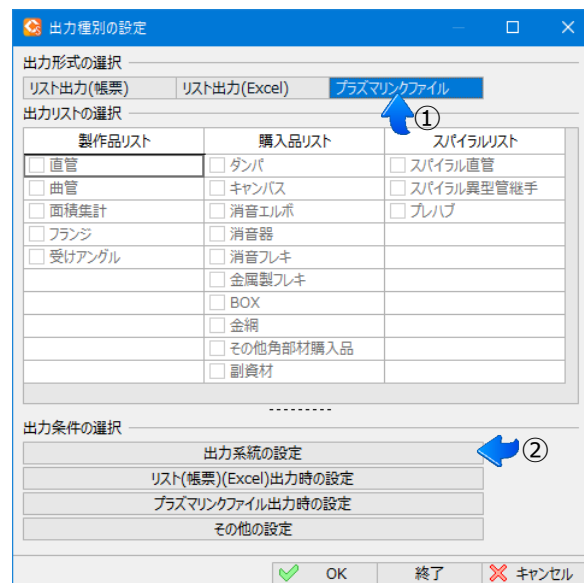 出力種別の設定
出力形式の選択
リスト出力(帳票) リスト出力(Excel) プラズマリンクファイル
①
出力リストの選択
製作品リスト 購入品リスト スパイラルリスト
直管 ダンパ スパイラル直管
曲管 キャンバス スパイラル異型管継手
面積集計 消音エルボ プレハブ
フランジ 消音器
受けアングル 消音フレキ
金属製フレキ
BOX
金網
その他角部材購入品
副資材
出力条件の選択
出力系統の設定 ②
リスト(帳票)(Excel)出力時の設定
プラズマリンクファイル出力時の設定
その他の設定
OK 終了 キャンセル